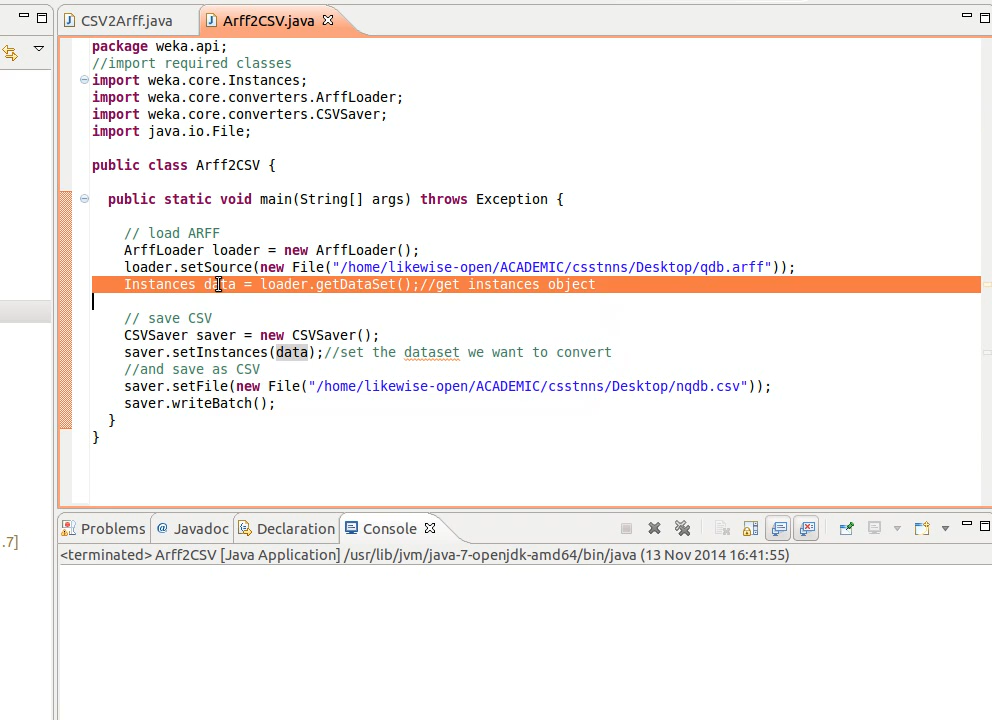 CSV2Arff.java
Arff2CSV.java
package weka.api;
//import required classes
import weka.core.Instances;
import weka.core.converters.ArffLoader;
import weka.core.converters.CSVSaver;
import java.io.File;
public class Arff2CSV {
public static void main(String[] args) throws Exception {
// load ARFF
ArffLoader loader = new ArffLoader();
loader.setSource(new File("/home/likewise-open/ACADEMIC/csstnns/Desktop/qdb.arff"));
Instances data = loader.getDataSet();//get instances object
// save CSV
CSVSaver saver = new CSVSaver();
saver.setInstances(data);//set the dataset we want to convert
//and save as CSV
saver.setFile(new File("/home/likewise-open/ACADEMIC/csstnns/Desktop/nqdb.csv"));
saver.writeBatch();
}
}
.7]
Problems @ Javadoc Declaration Console
<terminated> Arff2CSV [Java Application] /usr/lib/jvm/java-7-openjdk-amd64/bin/java (13 Nov 2014 16:41:55)